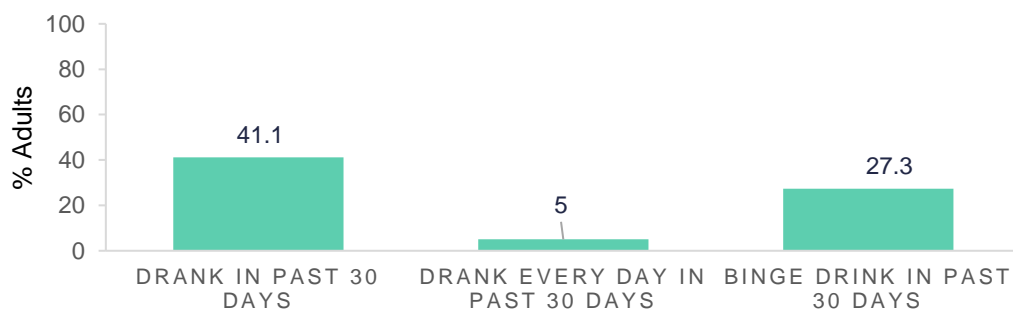 % Adults
100
80
60
40
20
0
41.1
5
27.3
DRANK IN PAST 30
DAYS
DRANK EVERY DAY IN
PAST 30 DAYS
BINGE DRINK IN PAST
30 DAYS